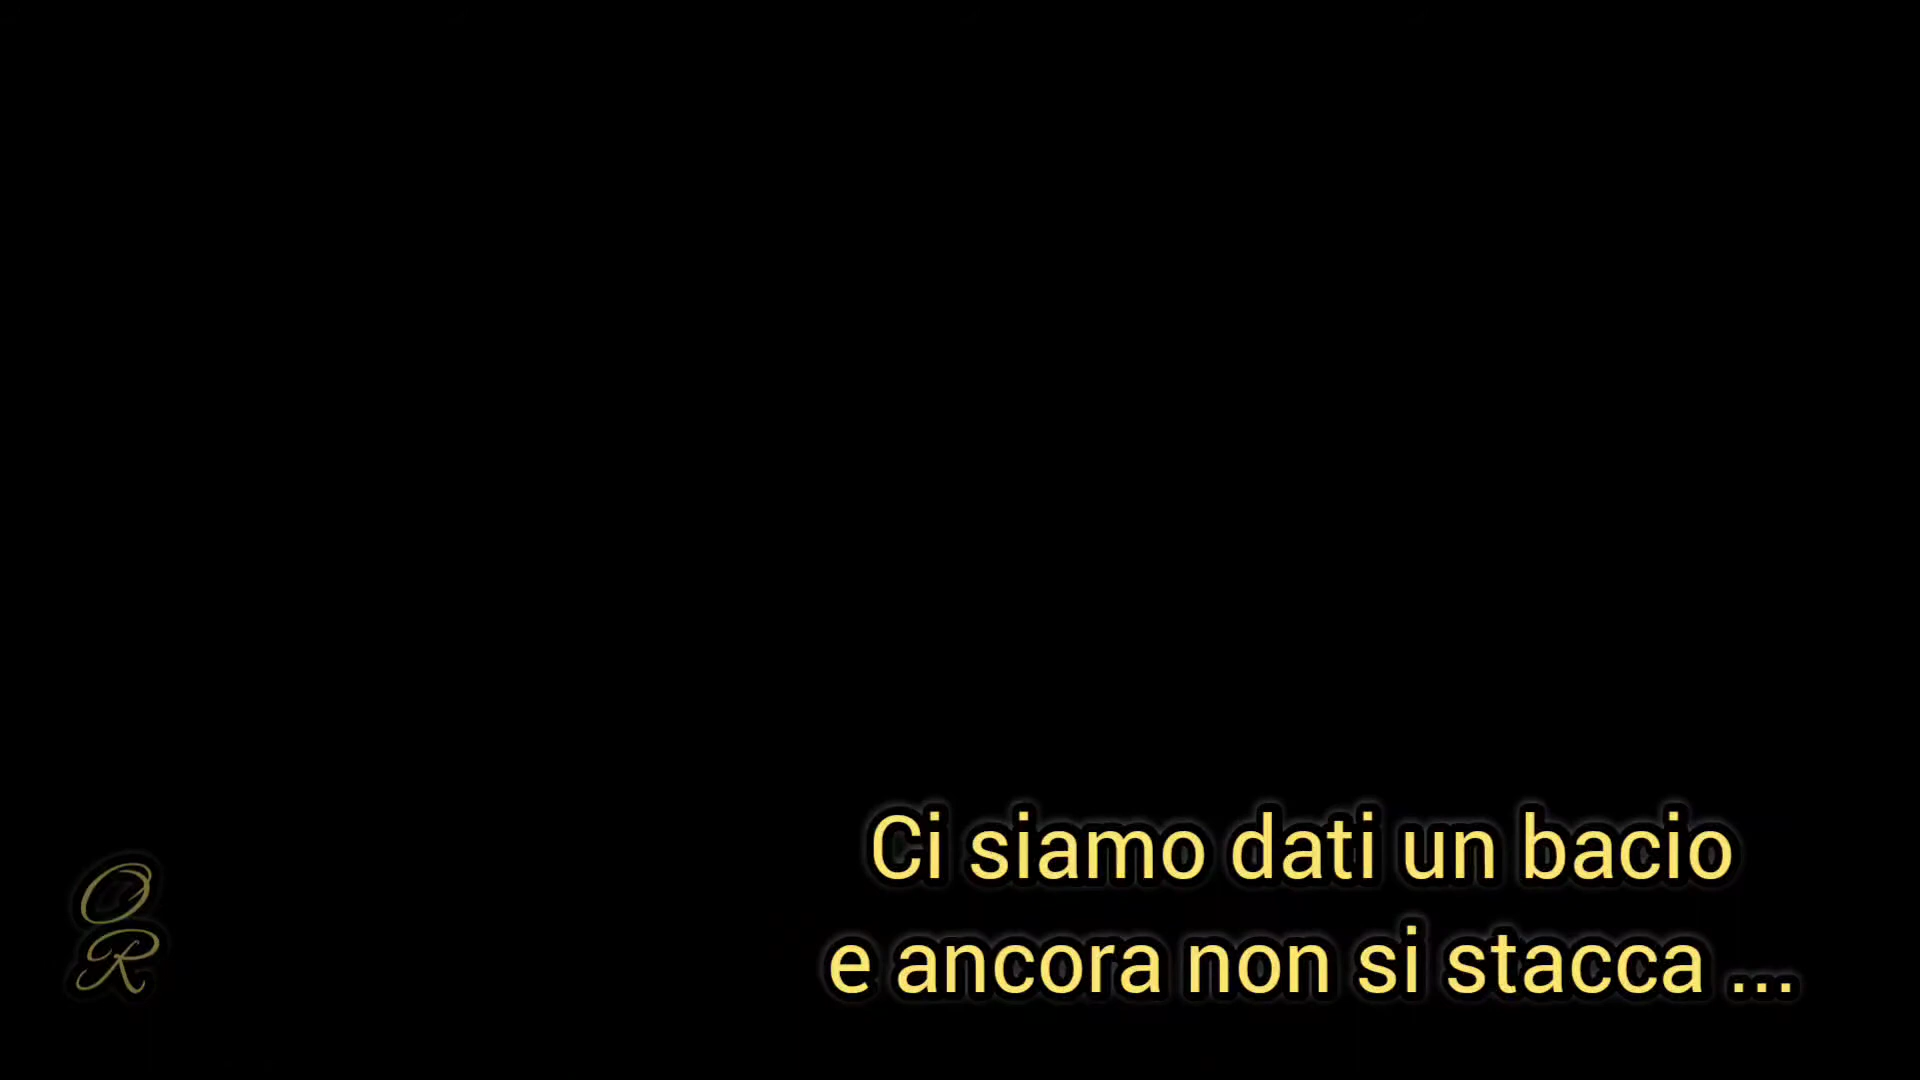 Ci siamo dati un bacio
e ancora non si stacca ...
O
R